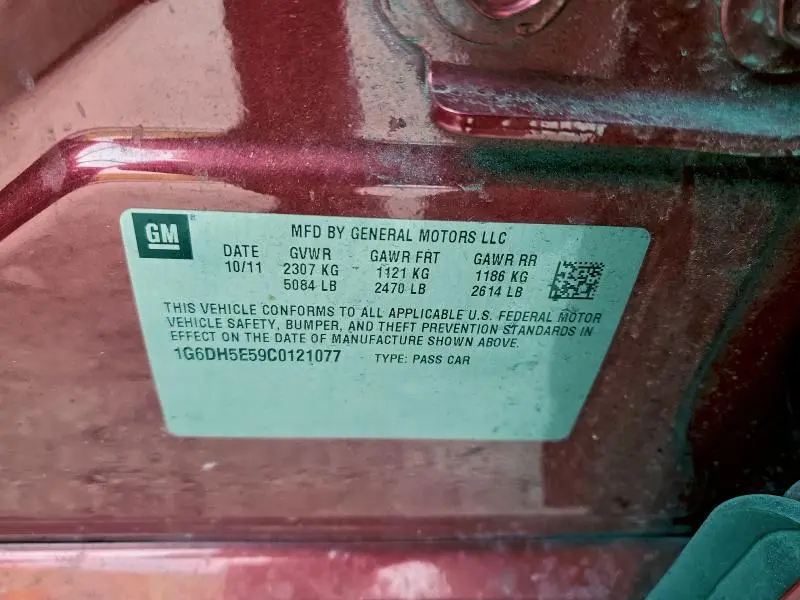 GM
MFD BY GENERAL MOTORS LLC
DATE GVWR GAWR FRT GAWR RR
10/11 2307 KG 1121 KG 1186 KG
5084 LB 2470 LB 2614 LB
THIS VEHICLE CONFORMS TO ALL APPLICABLE U.S. FEDERAL MOTOR
VEHICLE SAFETY, BUMPER, AND THEFT PREVENTION STANDARDS IN
EFFECT ON THE DATE OF MANUFACTURE SHOWN ABOVE.
1G6DH5E59C0121077 TYPE: PASS CAR